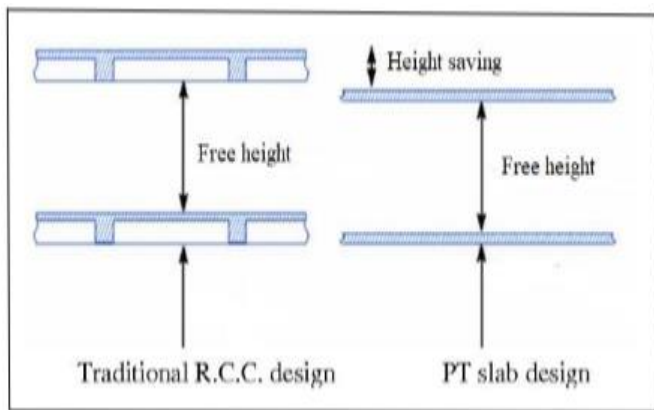 Height saving
Free height
Free height
Traditional R.C.C. design
PT slab design